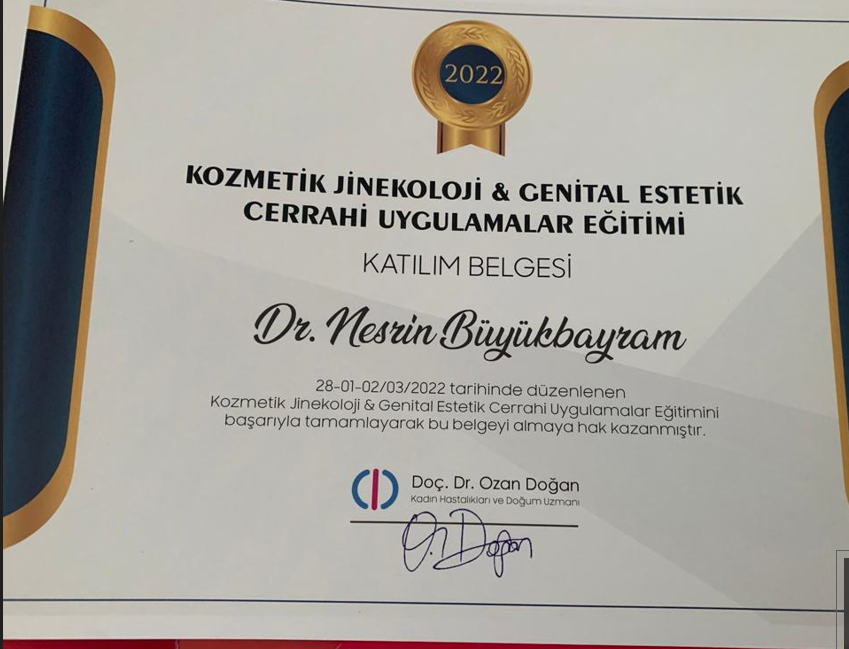 2022
KOZMETİK JİNEKOLOJİ & GENİTAL ESTETİK
CERRAHİ UYGULAMALAR EĞİTİMİ
KATILIM BELGESİ
Dr. Nesrin Büyükbayram
28-01-02/03/2022 tarihinde düzenlenen
Kozmetik Jinekoloji & Genital Estetik Cerrahi Uygulamalar Eğitimini
başarıyla tamamlayarak bu belgeyi almaya hak kazanmıştır.
Doç. Dr. Ozan Doğan
Kadın Hastalıkları ve Doğum Uzmanı
O. Doğan